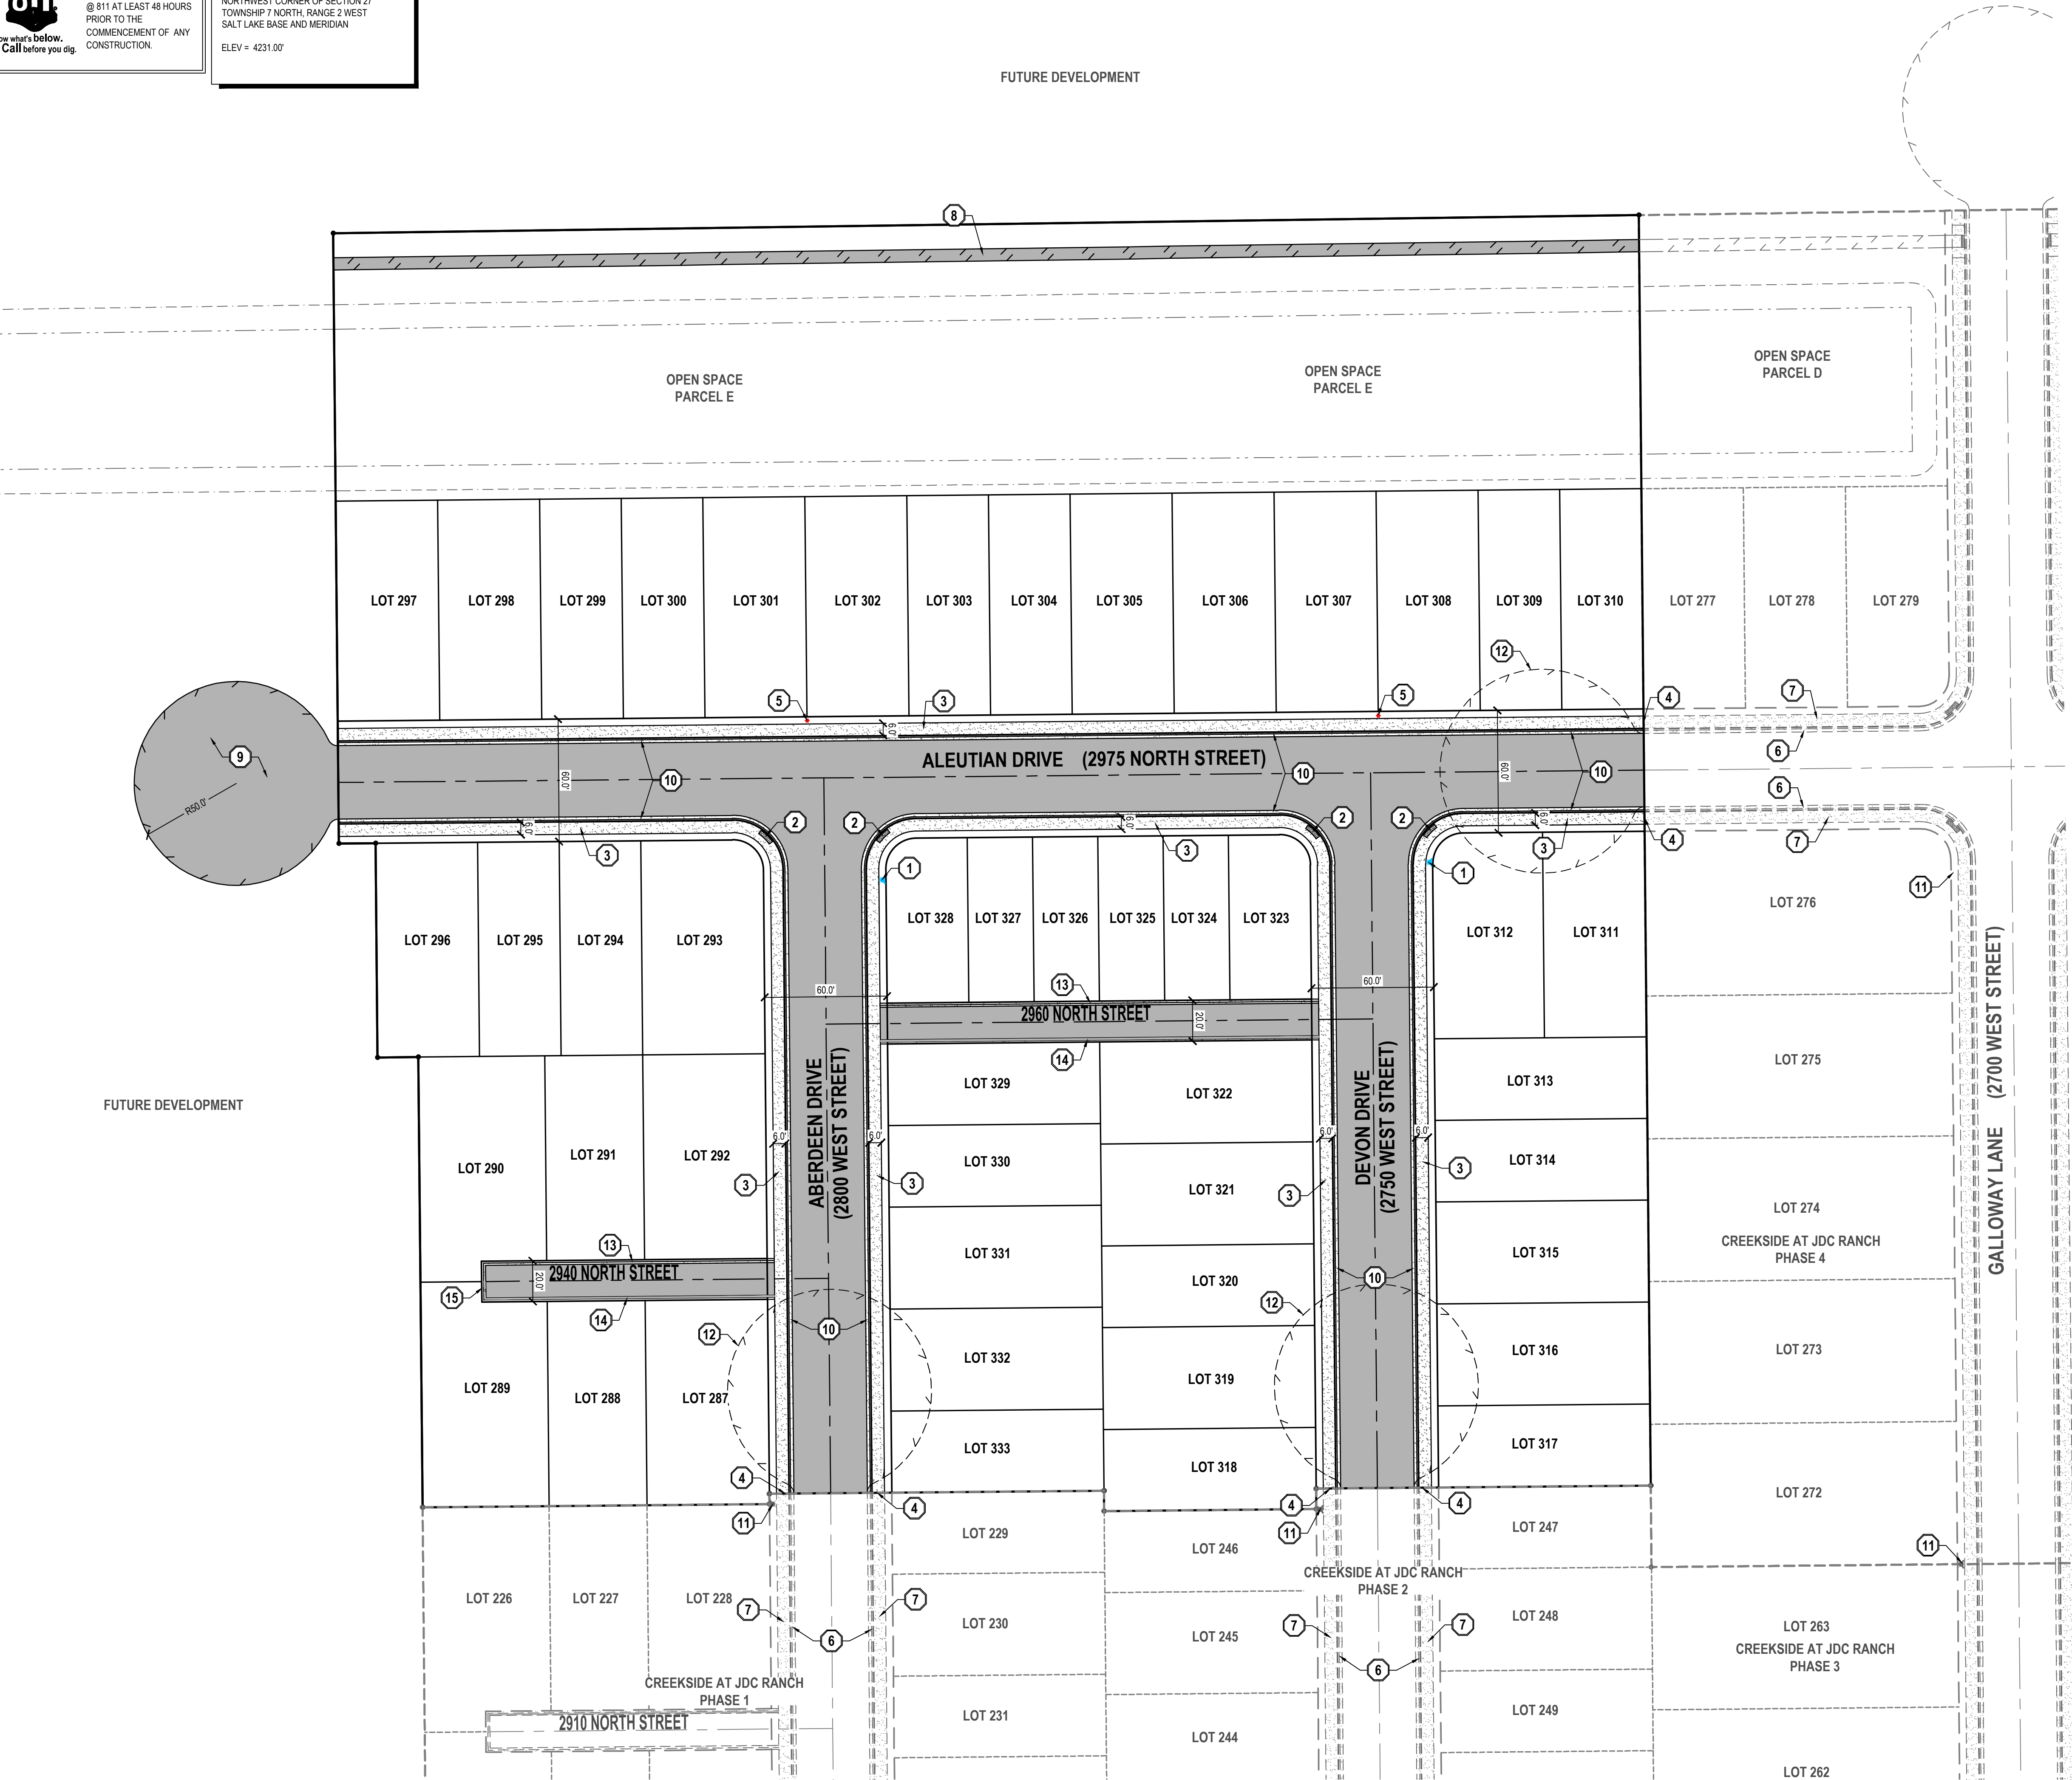 @ 811 AT LEAST 48 HOURS
PRIOR TO THE
COMMENCEMENT OF ANY
CONSTRUCTION.
what's below.
Call before you dig.
NORTHWEST CORNER OF SECTION 27
TOWNSHIP 7 NORTH, RANGE 2 WEST
SALT LAKE BASE AND MERIDIAN
ELEV = 4231.00'
FUTURE DEVELOPMENT
8
OPEN SPACE
PARCEL E
OPEN SPACE
PARCEL E
OPEN SPACE
PARCEL D
LOT 297
LOT 298
LOT 299
LOT 300
LOT 301
LOT 302
LOT 303
LOT 304
LOT 305
LOT 306
LOT 307
LOT 308
LOT 309
LOT 310
LOT 277
LOT 278
LOT 279
12
5
3
5
4
7
6.0'
9
R50.0'
60.0'
10
ALEUTIAN DRIVE (2975 NORTH STREET)
10
60.0'
10
6
6
6.0'
3
2
2
6.0'
3
2
2
6.0'
3
4
7
1
1
11
LOT 296
LOT 295
LOT 294
LOT 293
LOT 328
LOT 327
LOT 326
LOT 325
LOT 324
LOT 323
LOT 312
LOT 311
LOT 276
60.0'
13
60.0'
2960 NORTH STREET
20.0'
14
ABERDEEN DRIVE
(2800 WEST STREET)
DEVON DRIVE
(2750 WEST STREET)
GALLOWAY LANE (2700 WEST STREET)
FUTURE DEVELOPMENT
LOT 329
LOT 322
LOT 313
LOT 275
LOT 290
LOT 291
LOT 292
6.0'
6.0'
6.0'
6.0'
3
3
3
3
LOT 330
LOT 321
LOT 314
LOT 274
CREEKSIDE AT JDC RANCH
PHASE 4
13
2940 NORTH STREET
20.0'
15
14
LOT 331
LOT 320
LOT 315
10
12
10
12
LOT 332
LOT 319
LOT 316
LOT 273
LOT 289
LOT 288
LOT 287
LOT 333
LOT 318
LOT 317
4
4
4
4
11
11
LOT 272
11
LOT 229
LOT 246
LOT 247
CREEKSIDE AT JDC RANCH
PHASE 2
LOT 226
LOT 227
LOT 228
7
7
6
LOT 230
LOT 245
7
7
6
LOT 248
LOT 263
CREEKSIDE AT JDC RANCH
PHASE 3
CREEKSIDE AT JDC RANCH
PHASE 1
2910 NORTH STREET
LOT 231
LOT 244
LOT 249
LOT 262